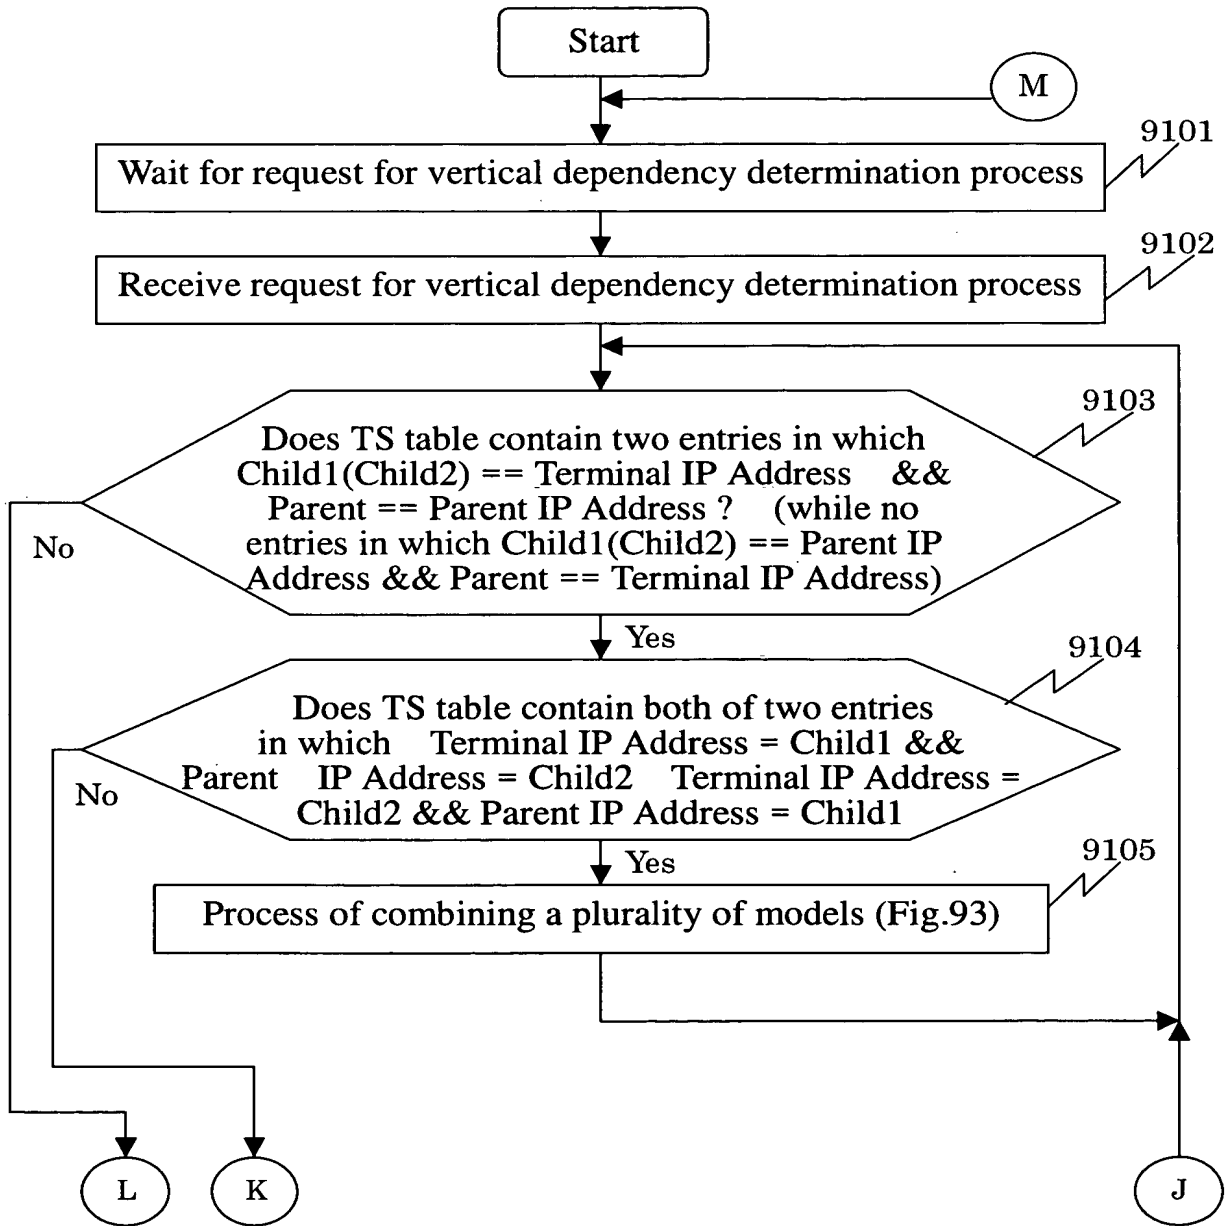 Start
M
9101
Wait for request for vertical dependency determination process
9102
Receive request for vertical dependency determination process
9103
Does TS table contain two entries in which
Child1(Child2) == Terminal IP Address &&
Parent == Parent IP Address ? (while no
entries in which Child1(Child2) == Parent IP
Address && Parent == Terminal IP Address)
No
Yes
9104
Does TS table contain both of two entries
in which Terminal IP Address = Child1 &&
Parent IP Address = Child2 Terminal IP Address =
Child2 && Parent IP Address = Child1
No
Yes
9105
Process of combining a plurality of models (Fig.93)
L
K
J